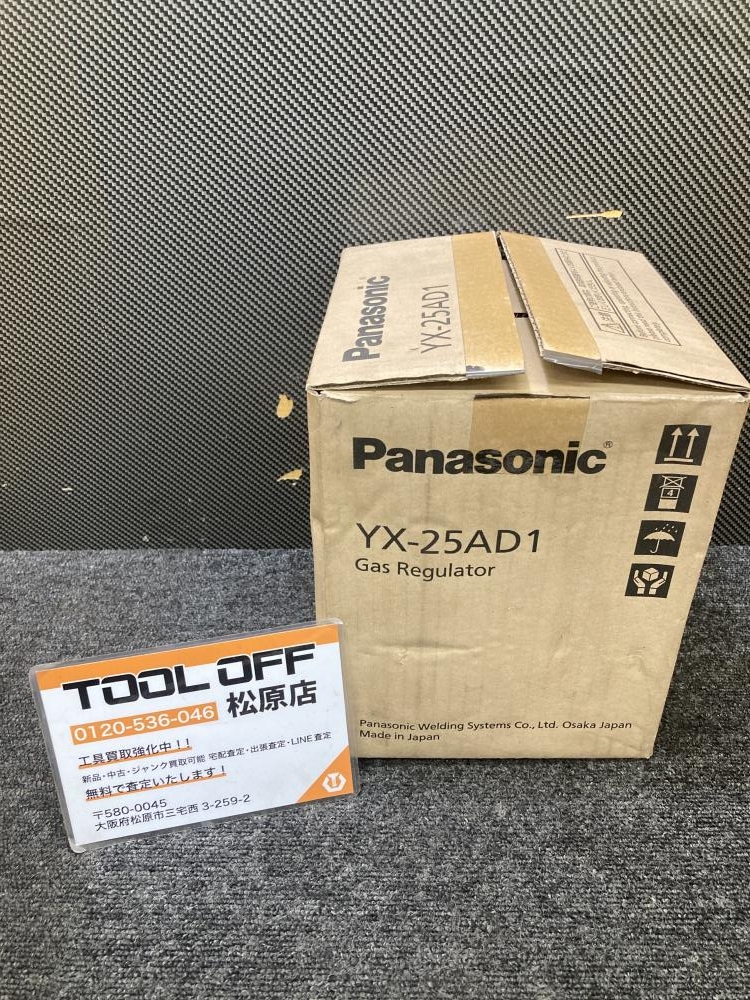 Panasonic
YX-25AD1
Panasonic®
YX-25AD1
Gas Regulator
4
Panasonic Welding Systems Co., Ltd. Osaka Japan
Made in Japan
TOOL OFF
0120-536-046 松原店
工具買取強化中！！
新品・中古・ジャンク買取可能 宅配査定・出張査定・LINE査定
無料で査定いたします！
〒580-0045
大阪府松原市三宅西 3-259-2